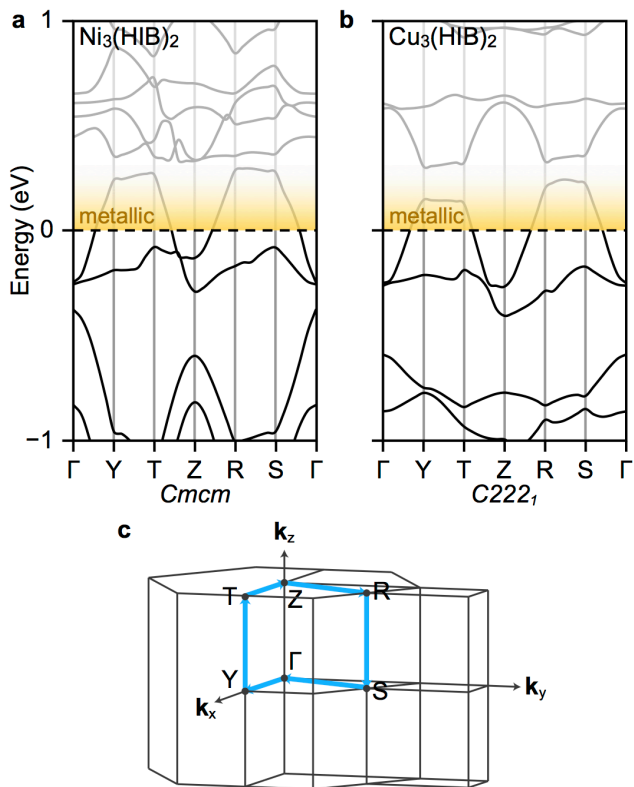 a
Ni3(HIB)2
b
Cu3(HIB)2
1
0
−1
Energy (eV)
metallic
metallic
Γ Y T Z R S Γ
Γ Y T Z R S Γ
Cmcm
C2221
c
kz
T
Z
R
Γ
Y
S
kx
ky